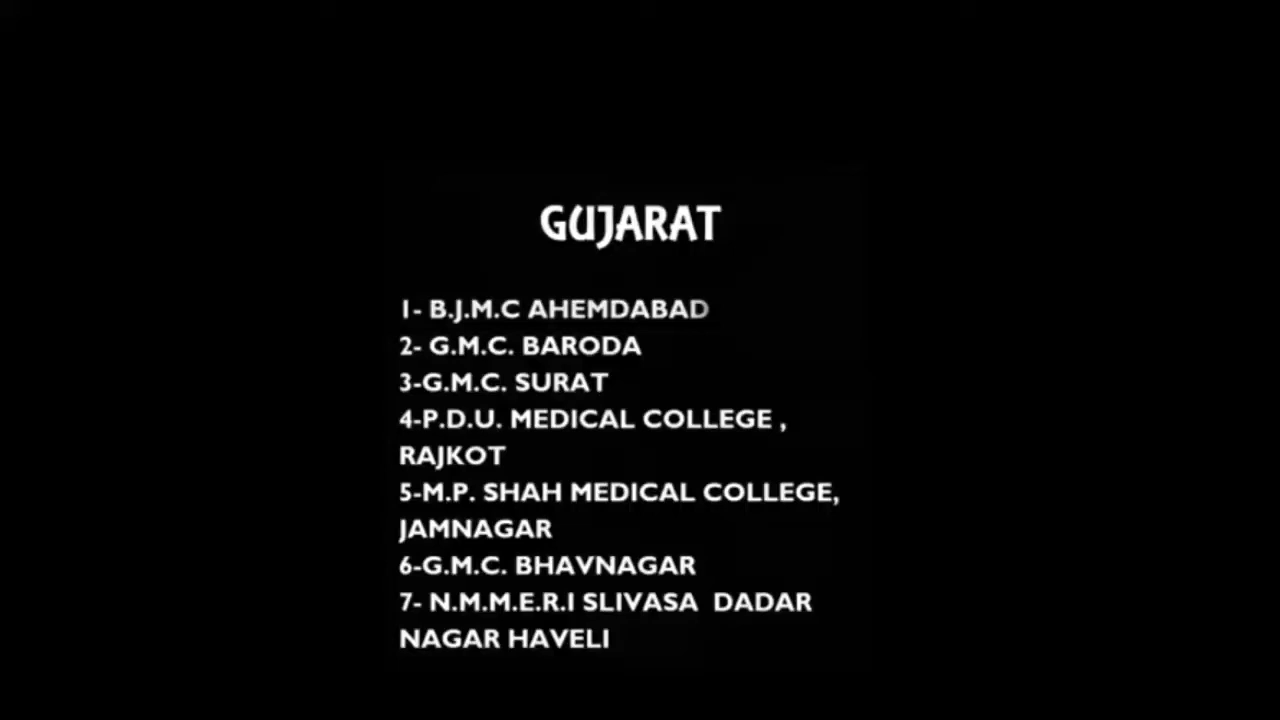 GUJARAT
1- B.J.M.C AHEMDABAD
2- G.M.C. BARODA
3-G.M.C. SURAT
4-P.D.U. MEDICAL COLLEGE ,
RAJKOT
5-M.P. SHAH MEDICAL COLLEGE,
JAMNAGAR
6-G.M.C. BHAVNAGAR
7- N.M.M.E.R.I SLIVASA  DADAR
NAGAR HAVELI